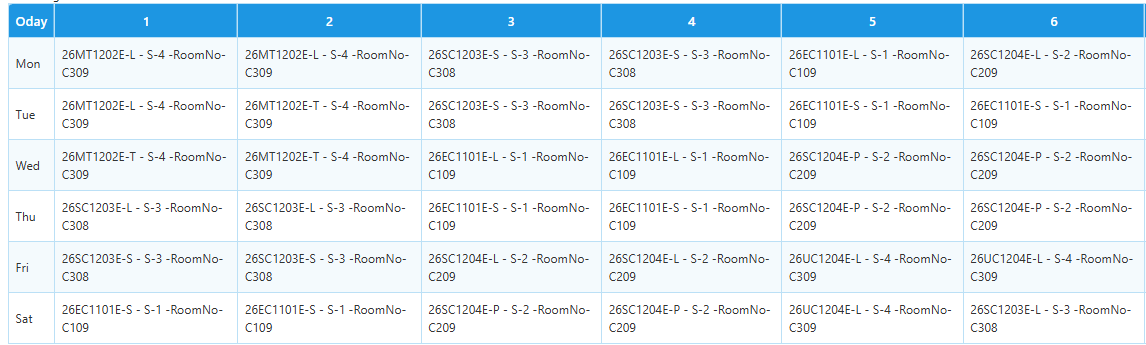 Oday 1 2 3 4 5 6
Mon
26MT1202E-L - S-4 -RoomNo-
C309
26MT1202E-L - S-4 -RoomNo-
C309
26SC1203E-S - S-3 -RoomNo-
C308
26SC1203E-S - S-3 -RoomNo-
C308
26EC1101E-L - S-1 -RoomNo-
C109
26SC1204E-L - S-2 -RoomNo-
C209
Tue
26MT1202E-L - S-4 -RoomNo-
C309
26MT1202E-T - S-4 -RoomNo-
C309
26SC1203E-S - S-3 -RoomNo-
C308
26SC1203E-S - S-3 -RoomNo-
C308
26EC1101E-S - S-1 -RoomNo-
C109
26EC1101E-S - S-1 -RoomNo-
C109
Wed
26MT1202E-T - S-4 -RoomNo-
C309
26MT1202E-T - S-4 -RoomNo-
C309
26EC1101E-L - S-1 -RoomNo-
C109
26EC1101E-L - S-1 -RoomNo-
C109
26SC1204E-P - S-2 -RoomNo-
C209
26SC1204E-P - S-2 -RoomNo-
C209
Thu
26SC1203E-L - S-3 -RoomNo-
C308
26SC1203E-L - S-3 -RoomNo-
C308
26EC1101E-S - S-1 -RoomNo-
C109
26EC1101E-S - S-1 -RoomNo-
C109
26SC1204E-P - S-2 -RoomNo-
C209
26SC1204E-P - S-2 -RoomNo-
C209
Fri
26SC1203E-S - S-3 -RoomNo-
C308
26SC1203E-S - S-3 -RoomNo-
C308
26SC1204E-L - S-2 -RoomNo-
C209
26SC1204E-L - S-2 -RoomNo-
C209
26UC1204E-L - S-4 -RoomNo-
C309
26UC1204E-L - S-4 -RoomNo-
C309
Sat
26EC1101E-S - S-1 -RoomNo-
C109
26EC1101E-S - S-1 -RoomNo-
C109
26SC1204E-P - S-2 -RoomNo-
C209
26SC1204E-P - S-2 -RoomNo-
C209
26UC1204E-L - S-4 -RoomNo-
C309
26SC1203E-L - S-3 -RoomNo-
C308